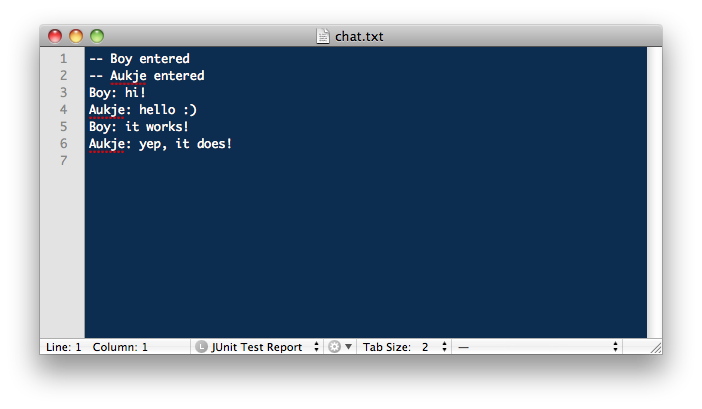 chat.txt
1 -- Boy entered
2 -- Aukje entered
3 Boy: hi!
4 Aukje: hello :)
5 Boy: it works!
6 Aukje: yep, it does!
7
Line: 1 Column: 1 L JUnit Test Report Tab Size: 2 —